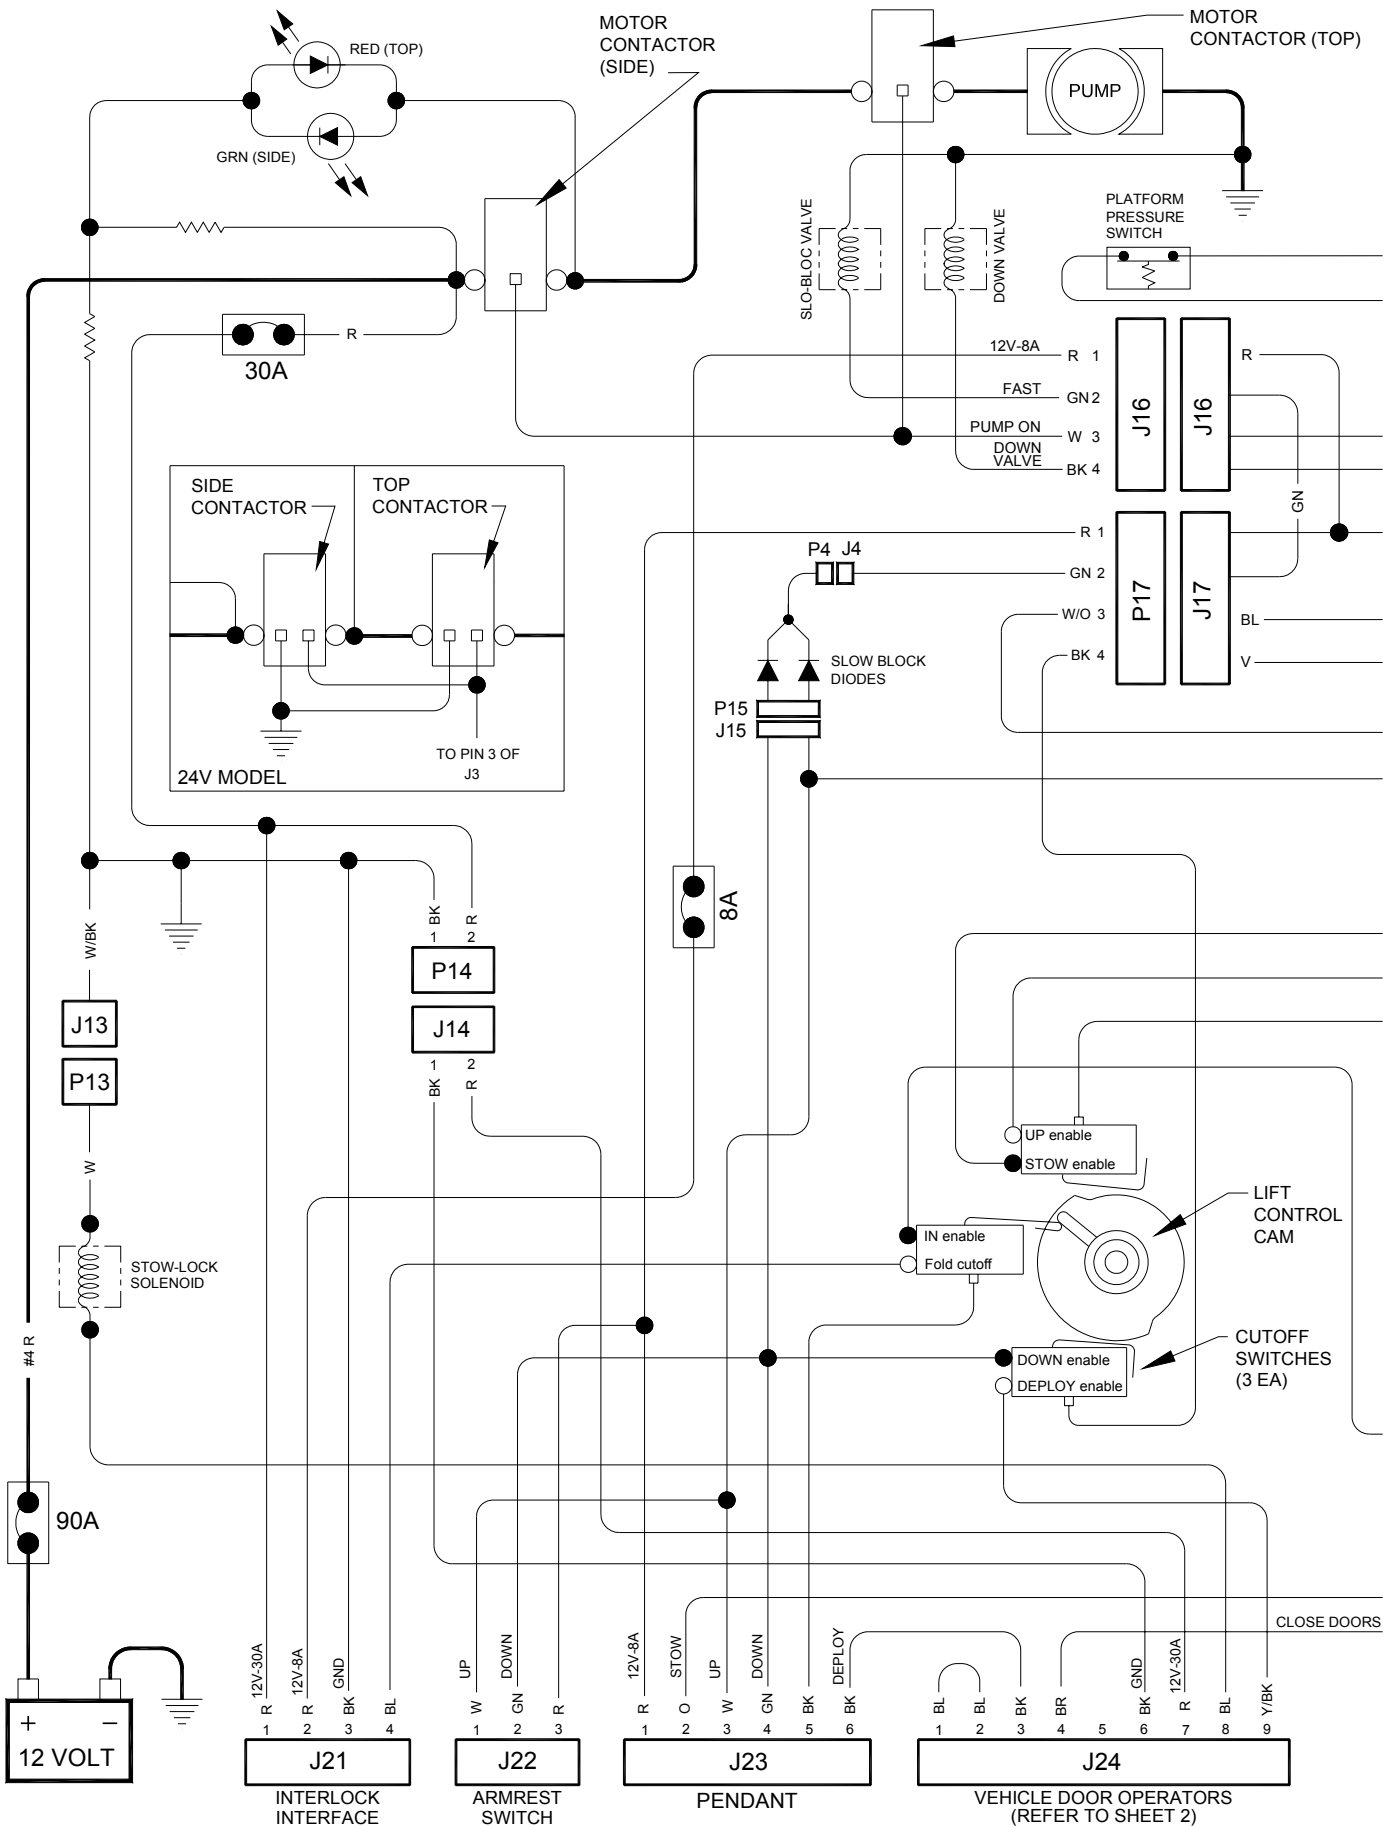 MOTOR
CONTACTOR
(SIDE)
MOTOR
CONTACTOR (TOP)
RED (TOP)
GRN (SIDE)
PUMP
SLO-BLOC VALVE
DOWN VALVE
PLATFORM
PRESSURE
SWITCH
R
30A
12V-8A
R 1
FAST
GN 2
PUMP ON
W 3
DOWN
VALVE
BK 4
J16
J16
R
GN
SIDE
CONTACTOR
TOP
CONTACTOR
TO PIN 3 OF
J3
24V MODEL
R 1
GN 2
W/O 3
BK 4
P17
J17
BL
V
P4 J4
SLOW BLOCK
DIODES
P15
J15
8A
W/BK
BK R
1 2
P14
J14
1 2
BK R
J13
P13
W
STOW-LOCK
SOLENOID
#4 R
90A
+ −
12 VOLT
UP enable
STOW enable
IN enable
Fold cutoff
LIFT
CONTROL
CAM
DOWN enable
DEPLOY enable
CUTOFF
SWITCHES
(3 EA)
CLOSE DOORS
12V-30A 12V-8A GND
R R BK BL
1 2 3 4
J21
INTERLOCK
INTERFACE
UP DOWN
W GN R
1 2 3
J22
ARMREST
SWITCH
12V-8A STOW UP DOWN DEPLOY
R O W GN BK BK
1 2 3 4 5 6
J23
PENDANT
GND 12V-30A
BL BL BK BR BK R BL Y/BK
1 2 3 4 5 6 7 8 9
J24
VEHICLE DOOR OPERATORS
(REFER TO SHEET 2)